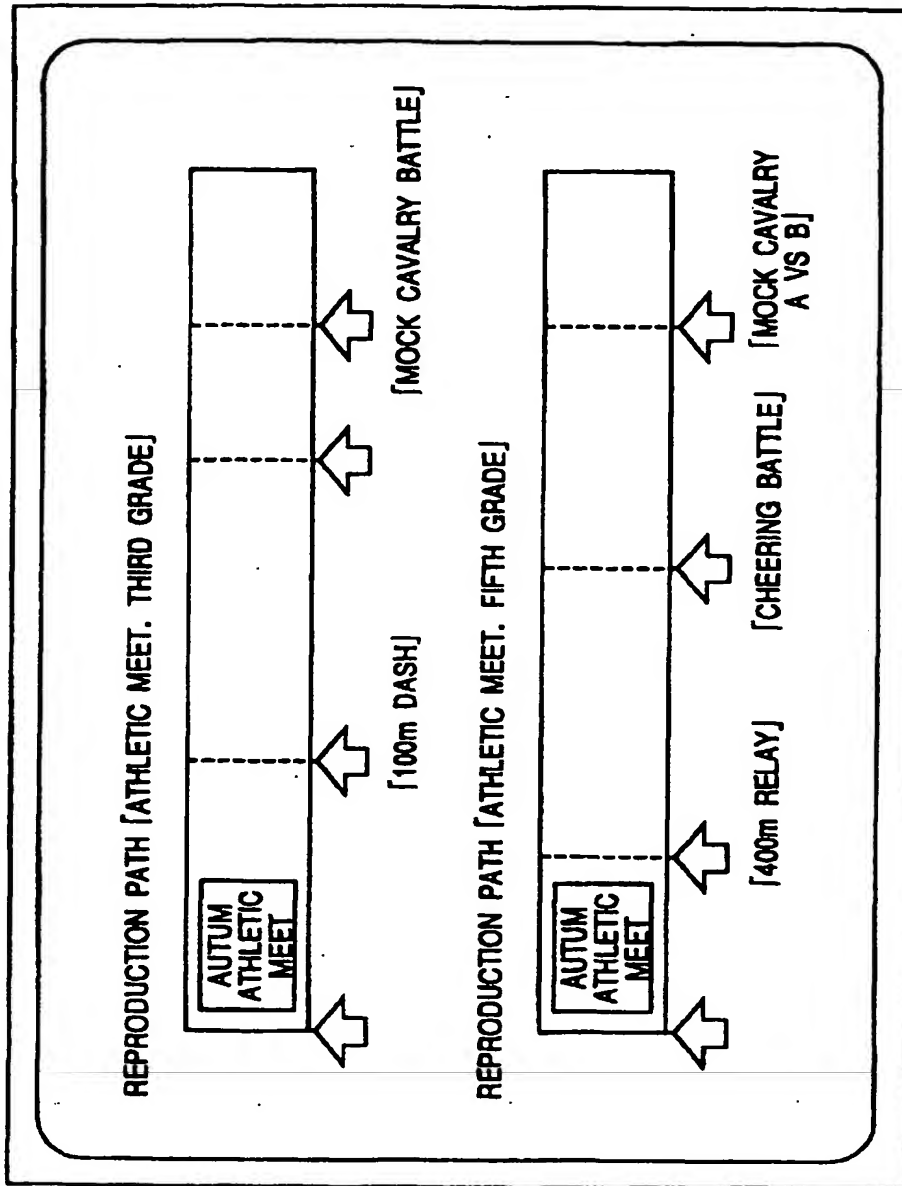 REPRODUCTION PATH ⌈ATHLETIC MEET. THIRD GRADE⌋
AUTUM
ATHLETIC
MEET
⌈100m DASH⌋
⌈MOCK CAVALRY BATTLE⌋
REPRODUCTION PATH ⌈ATHLETIC MEET. FIFTH GRADE⌋
AUTUM
ATHLETIC
MEET
⌈400m RELAY⌋
⌈CHEERING BATTLE⌋
⌈MOCK CAVALRY
A VS B⌋